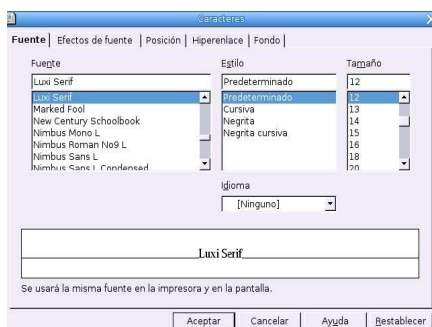 Caracteres
Fuente Efectos de fuente Posición Hiperenlace Fondo
Fuente Estilo Tamaño
Luxi Serif Predeterminado 12
Luxi Serif Predeterminado 12
Marked Fool Cursiva 13
New Century Schoolbook Negrita 14
Nimbus Mono L Negrita cursiva 15
Nimbus Roman No9 L 16
Nimbus Sans L 18
Nimbus Sans L Condensed 20
Idioma
[Ninguno]
Luxi Serif
Se usará la misma fuente en la impresora y en la pantalla.
Aceptar Cancelar Ayuda Restablecer